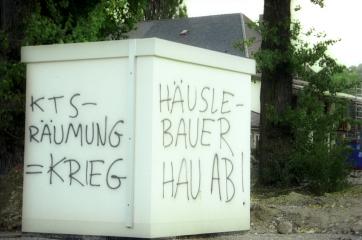 KTS-
RÄUMUNG
= KRIEG
HÄUSLE-
BAUER
HAU AB!